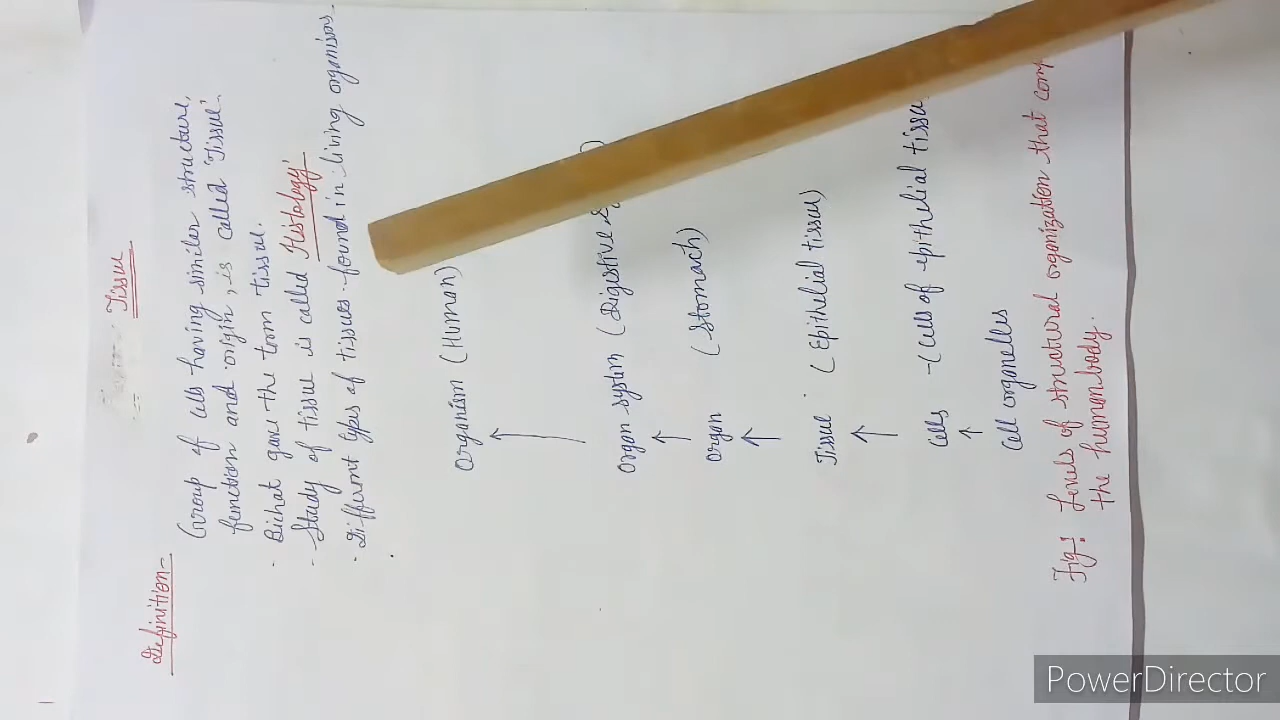 Tissue
Definition-
Group of cells having similar structure,
function and origin, is called 'Tissue'.
- Bichat gave the term tissue.
- Study of tissue is called 'Histology'
- Different types of tissues found in living organisms
Organism (Human)
Organ system (Digestive
Organ (Stomach)
Tissue (Epithelial tissue)
Cells -(Cells of epithelial
Cell organelles
Fig! Levels of structural organization that
the human body.
PowerDirector